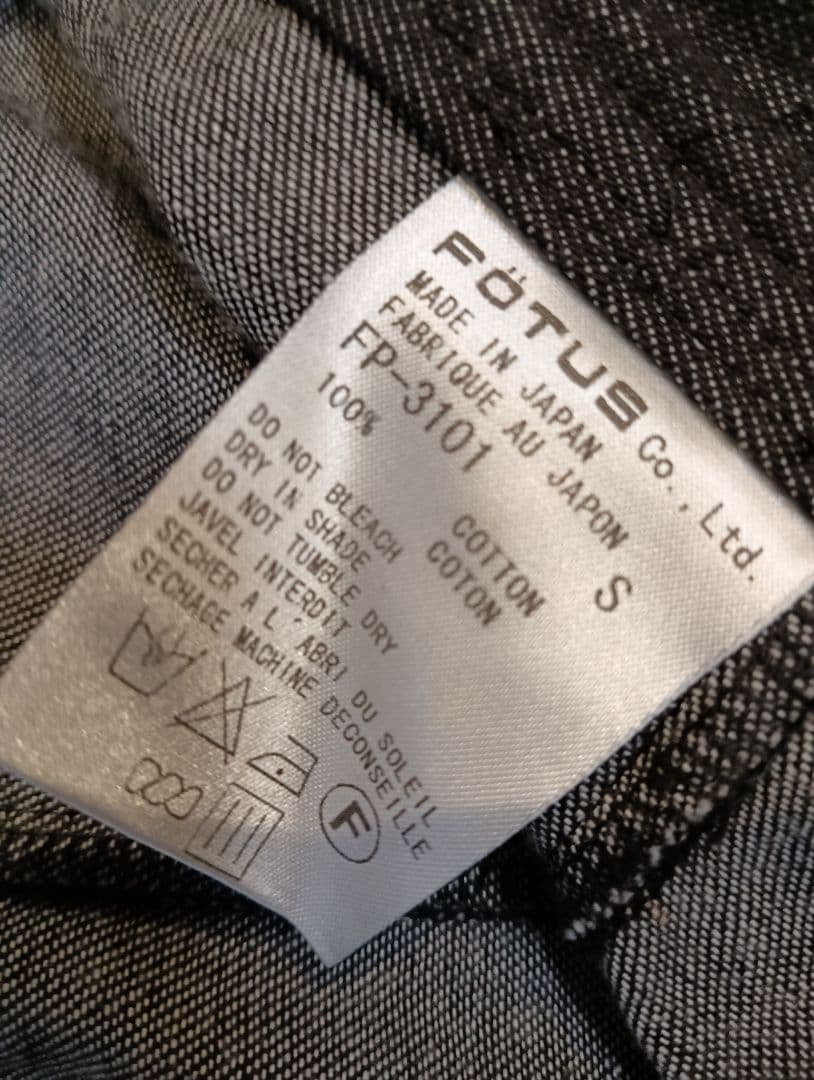 FÖTUS Co., Ltd.
MADE IN JAPAN
FABRIQUE AU JAPON
FP-3101 S
100% COTTON
COTON
DO NOT BLEACH
DRY IN SHADE
DO NOT TUMBLE DRY
JAVEL INTERDIT
SECHER A L'ABRI DU SOLEIL
SECHAGE MACHINE DECONSEILLE
F